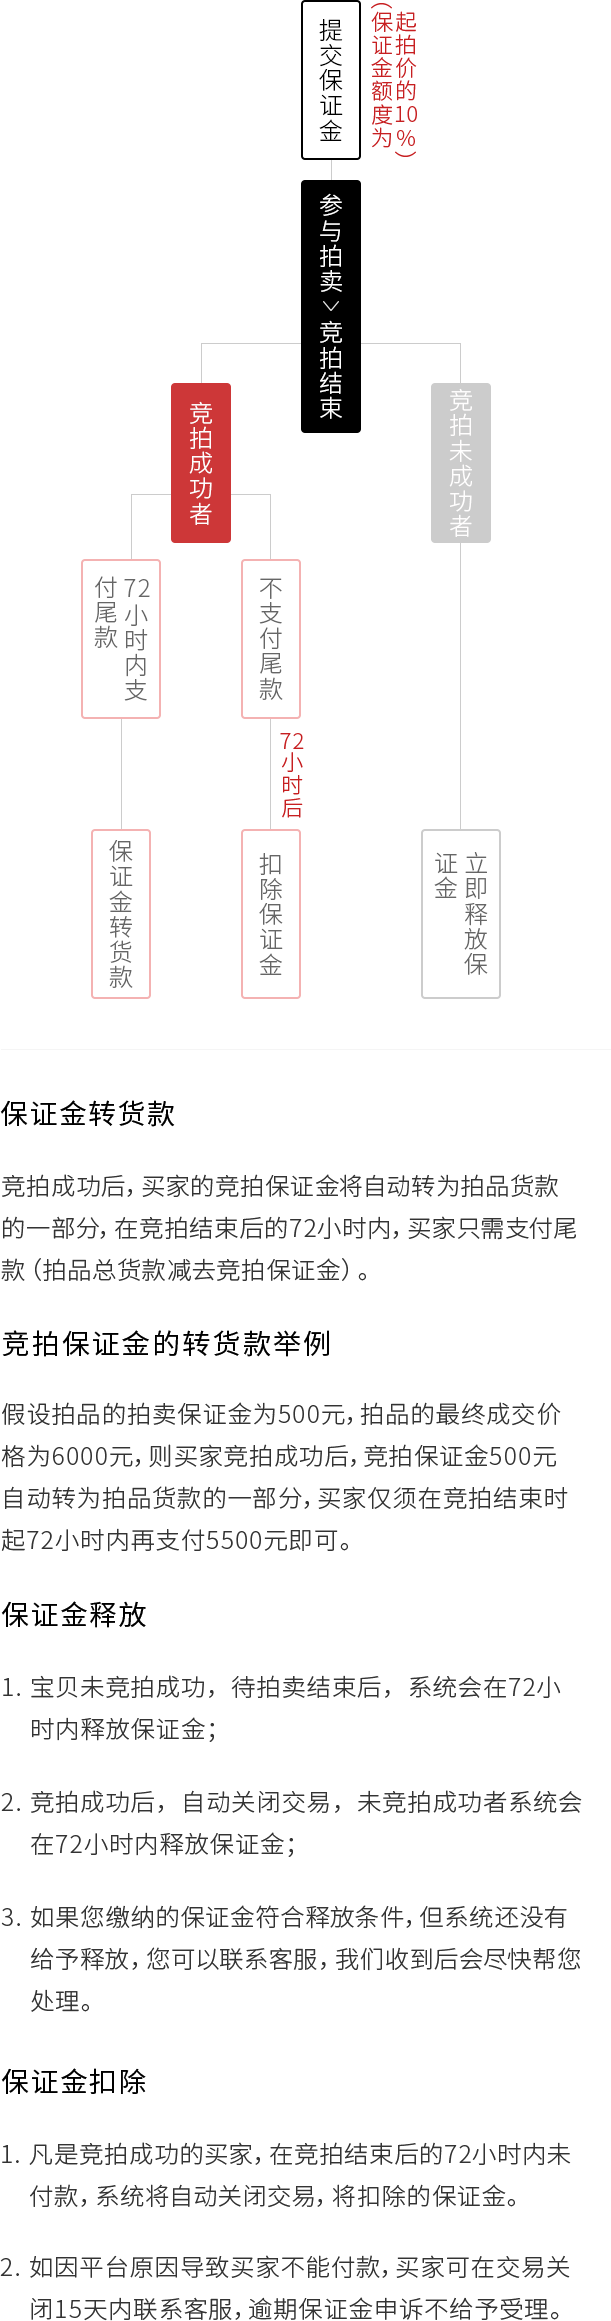 提交保证金
(保证金额度为
起拍价的10%)
参与拍卖
竞拍结束
竞拍成功者
竞拍未成功者
72小时内支
付尾款
不支付尾款
72小时后
保证金转货款
扣除保证金
立即释放保
证金
保证金转货款
竞拍成功后，买家的竞拍保证金将自动转为拍品货款
的一部分，在竞拍结束后的72小时内，买家只需支付尾
款（拍品总货款减去竞拍保证金）。
竞拍保证金的转货款举例
假设拍品的拍卖保证金为500元，拍品的最终成交价
格为6000元，则买家竞拍成功后，竞拍保证金500元
自动转为拍品货款的一部分，买家仅须在竞拍结束时
起72小时内再支付5500元即可。
保证金释放
1. 宝贝未竞拍成功，待拍卖结束后，系统会在72小
时内释放保证金；
2. 竞拍成功后，自动关闭交易，未竞拍成功者系统会
在72小时内释放保证金；
3. 如果您缴纳的保证金符合释放条件，但系统还没有
给予释放，您可以联系客服，我们收到后会尽快帮您
处理。
保证金扣除
1. 凡是竞拍成功的买家，在竞拍结束后的72小时内未
付款，系统将自动关闭交易，将扣除的保证金。
2. 如因平台原因导致买家不能付款，买家可在交易关
闭15天内联系客服，逾期保证金申诉不给予受理。